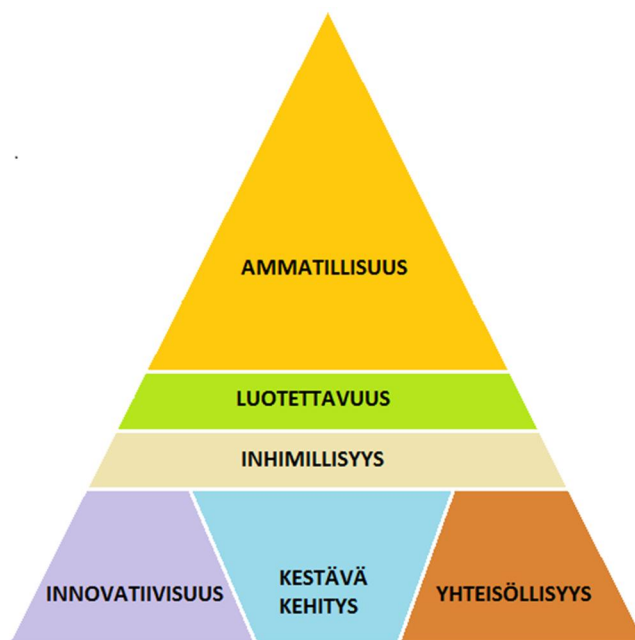 AMMATILLISUUS
LUOTETTAVUUS
INHIMILLISYYS
INNOVATIIVISUUS
KESTÄVÄ
KEHITYS
YHTEISÖLLISYYS